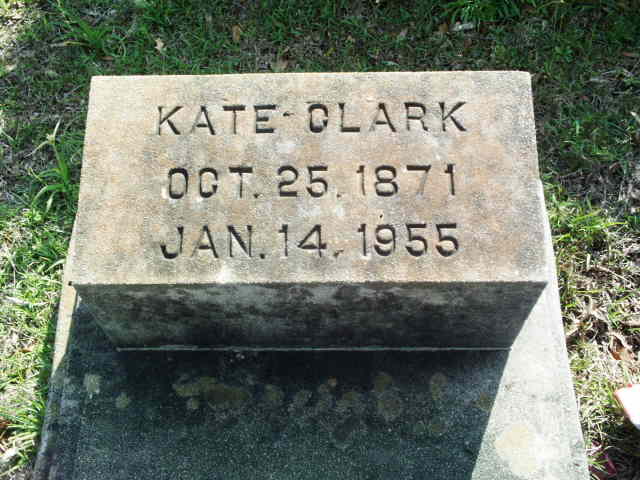 KATE CLARK
OCT. 25. 1871
JAN. 14. 1955